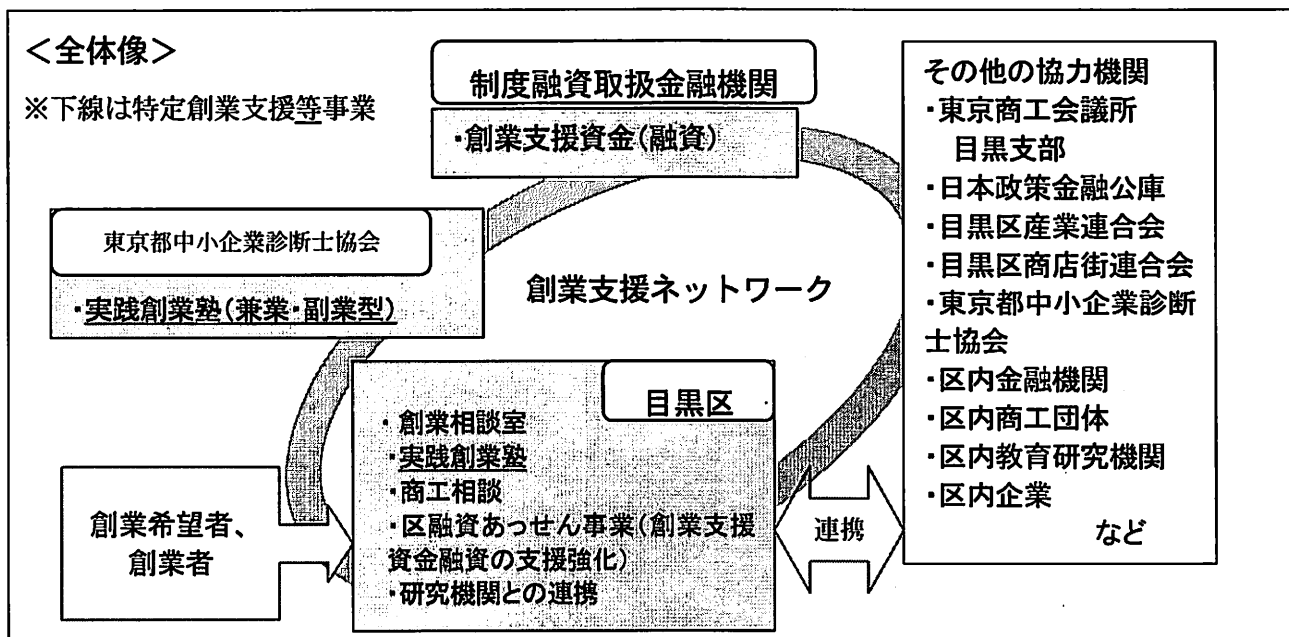 <全体像>
※下線は特定創業支援等事業
制度融資取扱金融機関
・創業支援資金(融資)
東京都中小企業診断士協会
・実践創業塾(兼業・副業型)
創業支援ネットワーク
目黒区
・創業相談室
・実践創業塾
・商工相談
・区融資あっせん事業(創業支援
資金融資の支援強化)
・研究機関との連携
創業希望者、
創業者
連携
その他の協力機関
・東京商工会議所
目黒支部
・日本政策金融公庫
・目黒区産業連合会
・目黒区商店街連合会
・東京都中小企業診断
士協会
・区内金融機関
・区内商工団体
・区内教育研究機関
・区内企業
など